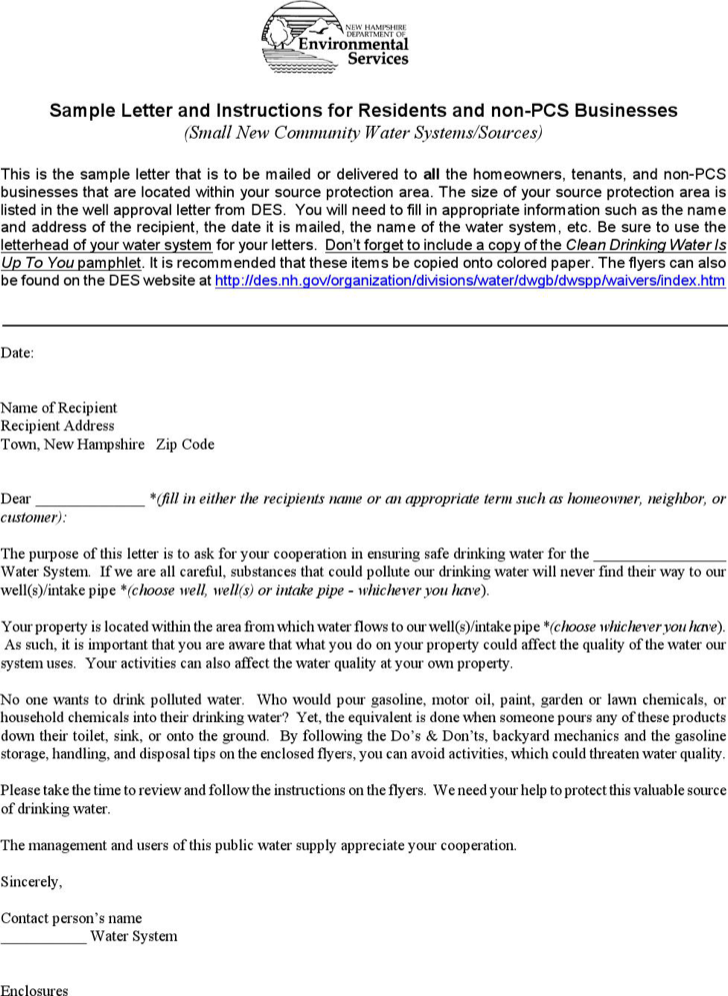 NEW HAMPSHIRE
DEPARTMENT OF
Environmental
Services
Sample Letter and Instructions for Residents and non-PCS Businesses
(Small New Community Water Systems/Sources)
This is the sample letter that is to be mailed or delivered to all the homeowners, tenants, and non-PCS
businesses that are located within your source protection area. The size of your source protection area is
listed in the well approval letter from DES.  You will need to fill in appropriate information such as the name
and address of the recipient, the date it is mailed, the name of the water system, etc. Be sure to use the
letterhead of your water system for your letters.  Don't forget to include a copy of the Clean Drinking Water Is
Up To You pamphlet. It is recommended that these items be copied onto colored paper. The flyers can also
be found on the DES website at http://des.nh.gov/organization/divisions/water/dwgb/dwspp/waivers/index.htm
Date:
Name of Recipient
Recipient Address
Town, New Hampshire   Zip Code
Dear _______________ *(fill in either the recipients name or an appropriate term such as homeowner, neighbor, or
customer):
The purpose of this letter is to ask for your cooperation in ensuring safe drinking water for the __________________
Water System.  If we are all careful, substances that could pollute our drinking water will never find their way to our
well(s)/intake pipe *(choose well, well(s) or intake pipe - whichever you have).
Your property is located within the area from which water flows to our well(s)/intake pipe *(choose whichever you have).
As such, it is important that you are aware that what you do on your property could affect the quality of the water our
system uses.  Your activities can also affect the water quality at your own property.
No one wants to drink polluted water.  Who would pour gasoline, motor oil, paint, garden or lawn chemicals, or
household chemicals into their drinking water?  Yet, the equivalent is done when someone pours any of these products
down their toilet, sink, or onto the ground.  By following the Do's & Don'ts, backyard mechanics and the gasoline
storage, handling, and disposal tips on the enclosed flyers, you can avoid activities, which could threaten water quality.
Please take the time to review and follow the instructions on the flyers.  We need your help to protect this valuable source
of drinking water.
The management and users of this public water supply appreciate your cooperation.
Sincerely,
Contact person's name
____________ Water System
Enclosures